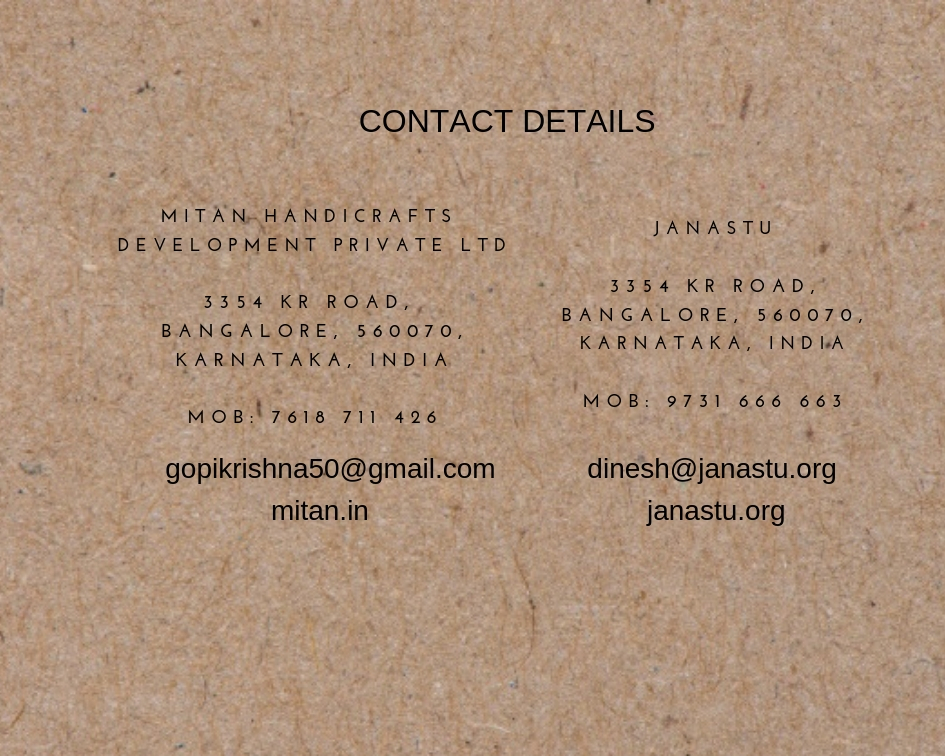 CONTACT DETAILS
MITAN HANDICRAFTS
DEVELOPMENT PRIVATE LTD
3354 KR ROAD,
BANGALORE, 560070,
KARNATAKA, INDIA
MOB: 7618 711 426
gopikrishna50@gmail.com
mitan.in
JANASTU
3354 KR ROAD,
BANGALORE, 560070,
KARNATAKA, INDIA
MOB: 9731 666 663
dinesh@janastu.org
janastu.org